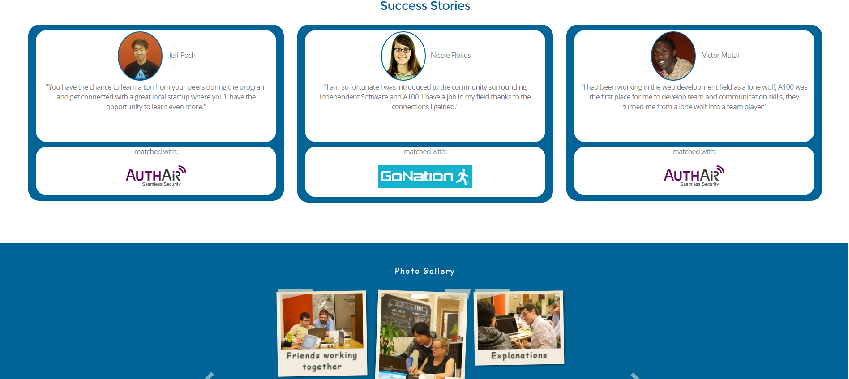 Success Stories
Jeff Poch
Nicole Fiokos
Victor Mutai
"You have the chance to learn a ton from your peers during the program
and get connected with a great local startup where you'll have the
opportunity to learn even more."
"I am so fortunate I was introduced to the community surrounding
Independent Software and A100. I have a job in my field thanks to the
connections I gained."
"I had been working in the web development field as a lone wolf, A100 was
the first place for me to develop team and communication skills, they
turned me from a lone wolf into a team player."
matched with:
AUTHAIR
Seamless Security
matched with:
GoNation
matched with:
AUTHAIR
Seamless Security
Photo Gallery
Friends working
together
Explanations